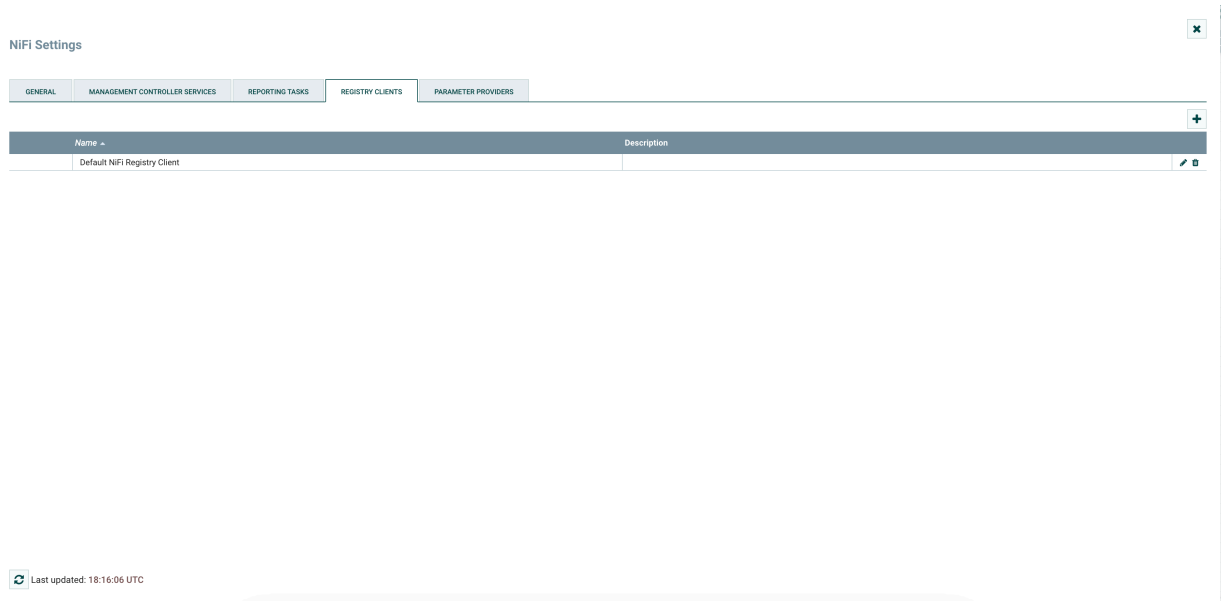 NiFi Settings
GENERAL MANAGEMENT CONTROLLER SERVICES REPORTING TASKS REGISTRY CLIENTS PARAMETER PROVIDERS
Name Description
Default NiFi Registry Client
Last updated: 18:16:06 UTC